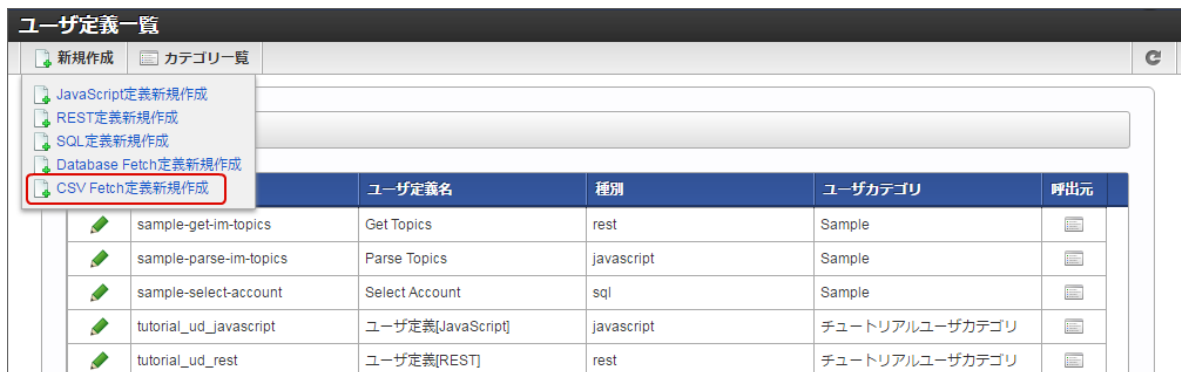 ユーザ定義一覧
新規作成 カテゴリ一覧
JavaScript定義新規作成
REST定義新規作成
SQL定義新規作成
Database Fetch定義新規作成
CSV Fetch定義新規作成
ユーザ定義名 種別 ユーザカテゴリ 呼出元
sample-get-im-topics Get Topics rest Sample
sample-parse-im-topics Parse Topics javascript Sample
sample-select-account Select Account sql Sample
tutorial_ud_javascript ユーザ定義[JavaScript] javascript チュートリアルユーザカテゴリ
tutorial_ud_rest ユーザ定義[REST] rest チュートリアルユーザカテゴリ